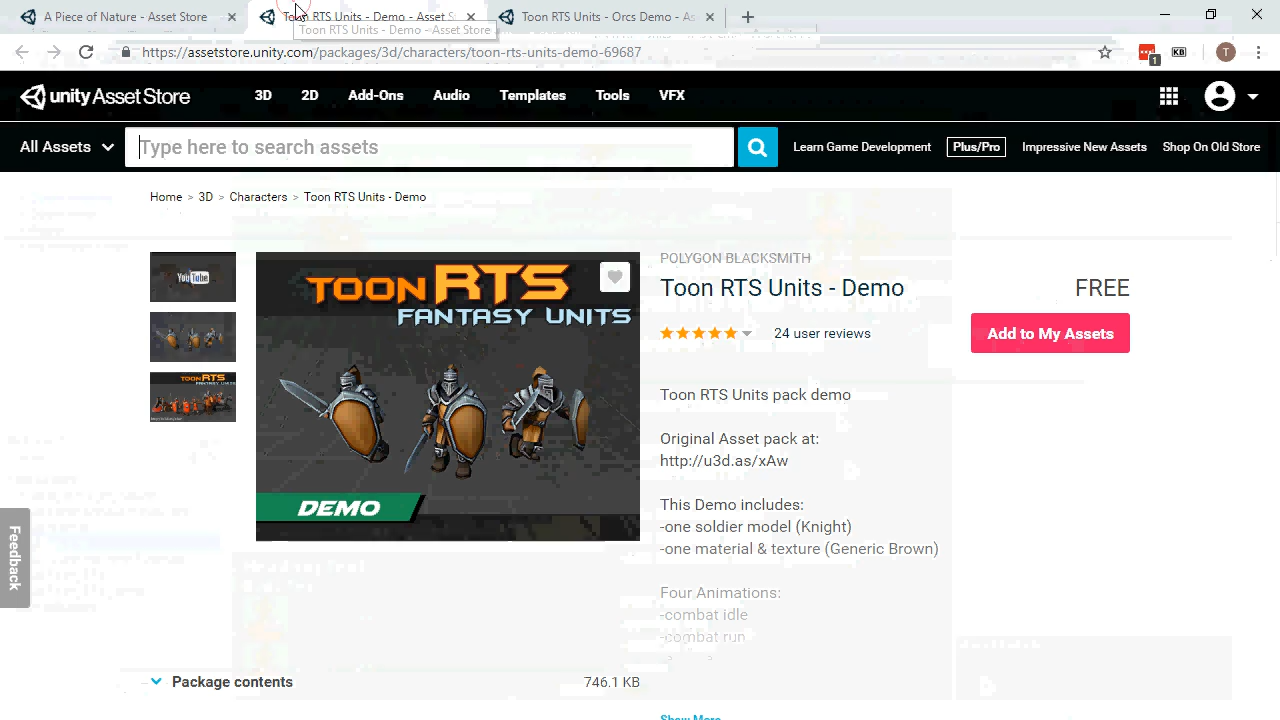 A Piece of Nature - Asset Store
Toon RTS Units - Demo - Asset S
Toon RTS Units - Orcs Demo - As
Toon RTS Units - Demo - Asset Store
https://assetstore.unity.com/packages/3d/characters/toon-rts-units-demo-69687
1
KB
T
unity Asset Store
3D
2D
Add-Ons
Audio
Templates
Tools
VFX
All Assets
Type here to search assets
Learn Game Development
Plus/Pro
Impressive New Assets
Shop On Old Store
Home > 3D > Characters > Toon RTS Units - Demo
YouTube
TOON RTS
FANTASY UNITS
TOON RTS
FANTASY UNITS
DEMO
POLYGON BLACKSMITH
Toon RTS Units - Demo
24 user reviews
FREE
Add to My Assets
Toon RTS Units pack demo
Original Asset pack at:
http://u3d.as/xAw
This Demo includes:
-one soldier model (Knight)
-one material & texture (Generic Brown)
Four Animations:
-combat idle
-combat run
Package contents
746.1 KB
Show More
Feedback